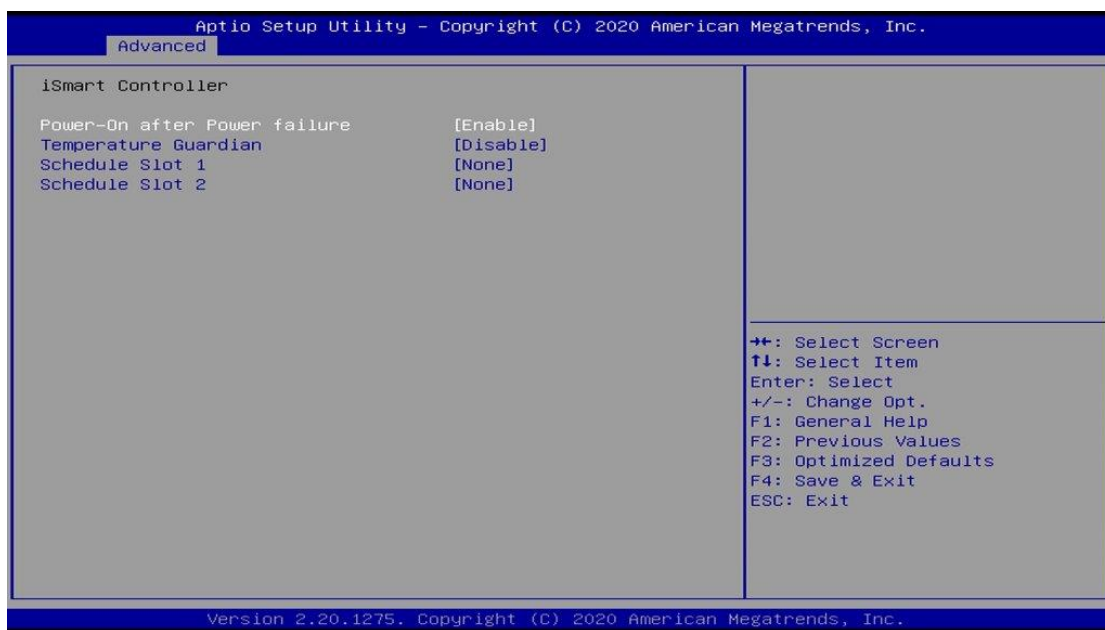 Aptio Setup Utility – Copyright (C) 2020 American Megatrends, Inc.
Advanced
iSmart Controller
Power-On after Power failure [Enable]
Temperature Guardian [Disable]
Schedule Slot 1 [None]
Schedule Slot 2 [None]
→←: Select Screen
↑↓: Select Item
Enter: Select
+/-: Change Opt.
F1: General Help
F2: Previous Values
F3: Optimized Defaults
F4: Save & Exit
ESC: Exit
Version 2.20.1275. Copyright (C) 2020 American Megatrends, Inc.